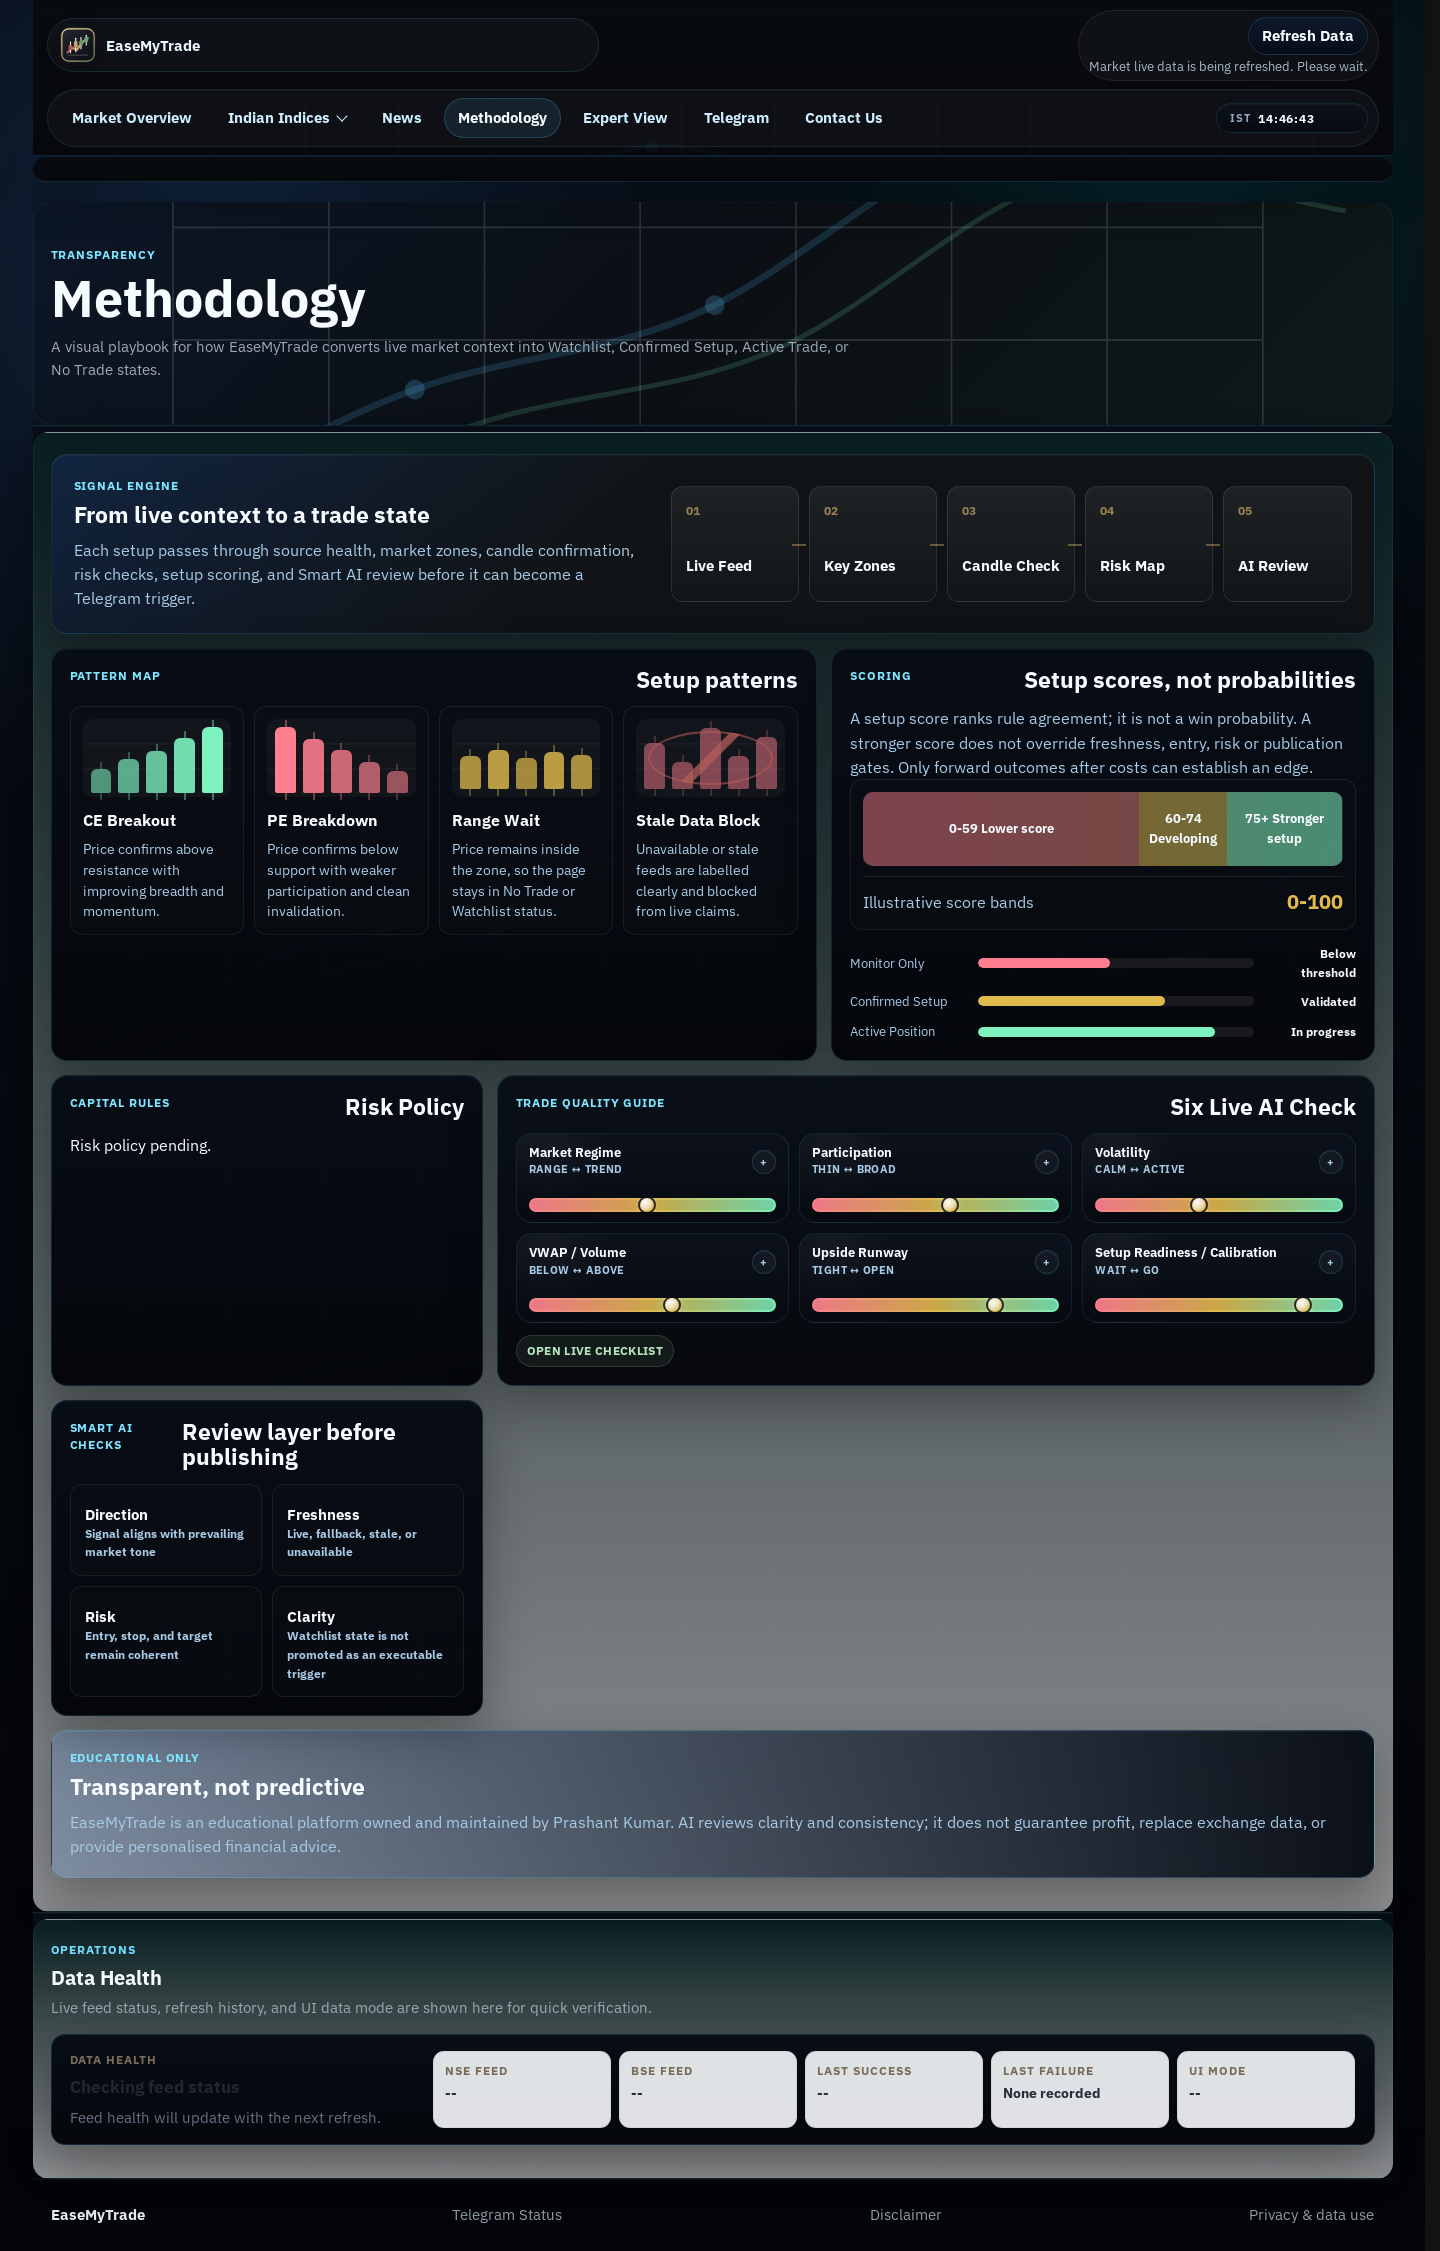 EaseMyTrade
Refresh Data
Market live data is being refreshed. Please wait.
Market Overview
Indian Indices
News
Methodology
Expert View
Telegram
Contact Us
IST 14:46:43
TRANSPARENCY
Methodology
A visual playbook for how EaseMyTrade converts live market context into Watchlist, Confirmed Setup, Active Trade, or
No Trade states.
SIGNAL ENGINE
From live context to a trade state
Each setup passes through source health, market zones, candle confirmation,
risk checks, setup scoring, and Smart AI review before it can become a
Telegram trigger.
01
Live Feed
02
Key Zones
03
Candle Check
04
Risk Map
05
AI Review
PATTERN MAP
Setup patterns
CE Breakout
Price confirms above
resistance with
improving breadth and
momentum.
PE Breakdown
Price confirms below
support with weaker
participation and clean
invalidation.
Range Wait
Price remains inside
the zone, so the page
stays in No Trade or
Watchlist status.
Stale Data Block
Unavailable or stale
feeds are labelled
clearly and blocked
from live claims.
SCORING
Setup scores, not probabilities
A setup score ranks rule agreement; it is not a win probability. A
stronger score does not override freshness, entry, risk or publication
gates. Only forward outcomes after costs can establish an edge.
0-59 Lower score
60-74
Developing
75+ Stronger
setup
Illustrative score bands
0-100
Monitor Only
Below
threshold
Confirmed Setup
Validated
Active Position
In progress
CAPITAL RULES
Risk Policy
Risk policy pending.
TRADE QUALITY GUIDE
Six Live AI Check
Market Regime
RANGE ↔ TREND
+
Participation
THIN ↔ BROAD
+
Volatility
CALM ↔ ACTIVE
+
VWAP / Volume
BELOW ↔ ABOVE
+
Upside Runway
TIGHT ↔ OPEN
+
Setup Readiness / Calibration
WAIT ↔ GO
+
OPEN LIVE CHECKLIST
SMART AI
CHECKS
Review layer before
publishing
Direction
Signal aligns with prevailing
market tone
Freshness
Live, fallback, stale, or
unavailable
Risk
Entry, stop, and target
remain coherent
Clarity
Watchlist state is not
promoted as an executable
trigger
EDUCATIONAL ONLY
Transparent, not predictive
EaseMyTrade is an educational platform owned and maintained by Prashant Kumar. AI reviews clarity and consistency; it does not guarantee profit, replace exchange data, or
provide personalised financial advice.
OPERATIONS
Data Health
Live feed status, refresh history, and UI data mode are shown here for quick verification.
DATA HEALTH
Checking feed status
Feed health will update with the next refresh.
NSE FEED
--
BSE FEED
--
LAST SUCCESS
--
LAST FAILURE
None recorded
UI MODE
--
EaseMyTrade
Telegram Status
Disclaimer
Privacy & data use